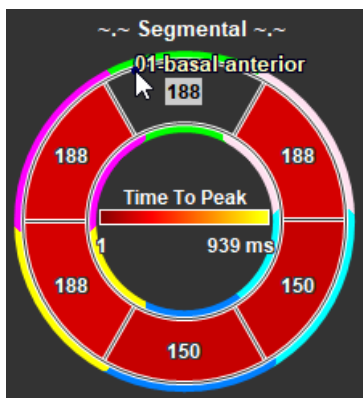 ~.~ Segmental ~.~
01-basal-anterior
188
188
188
Time To Peak
1
939 ms
188
150
150